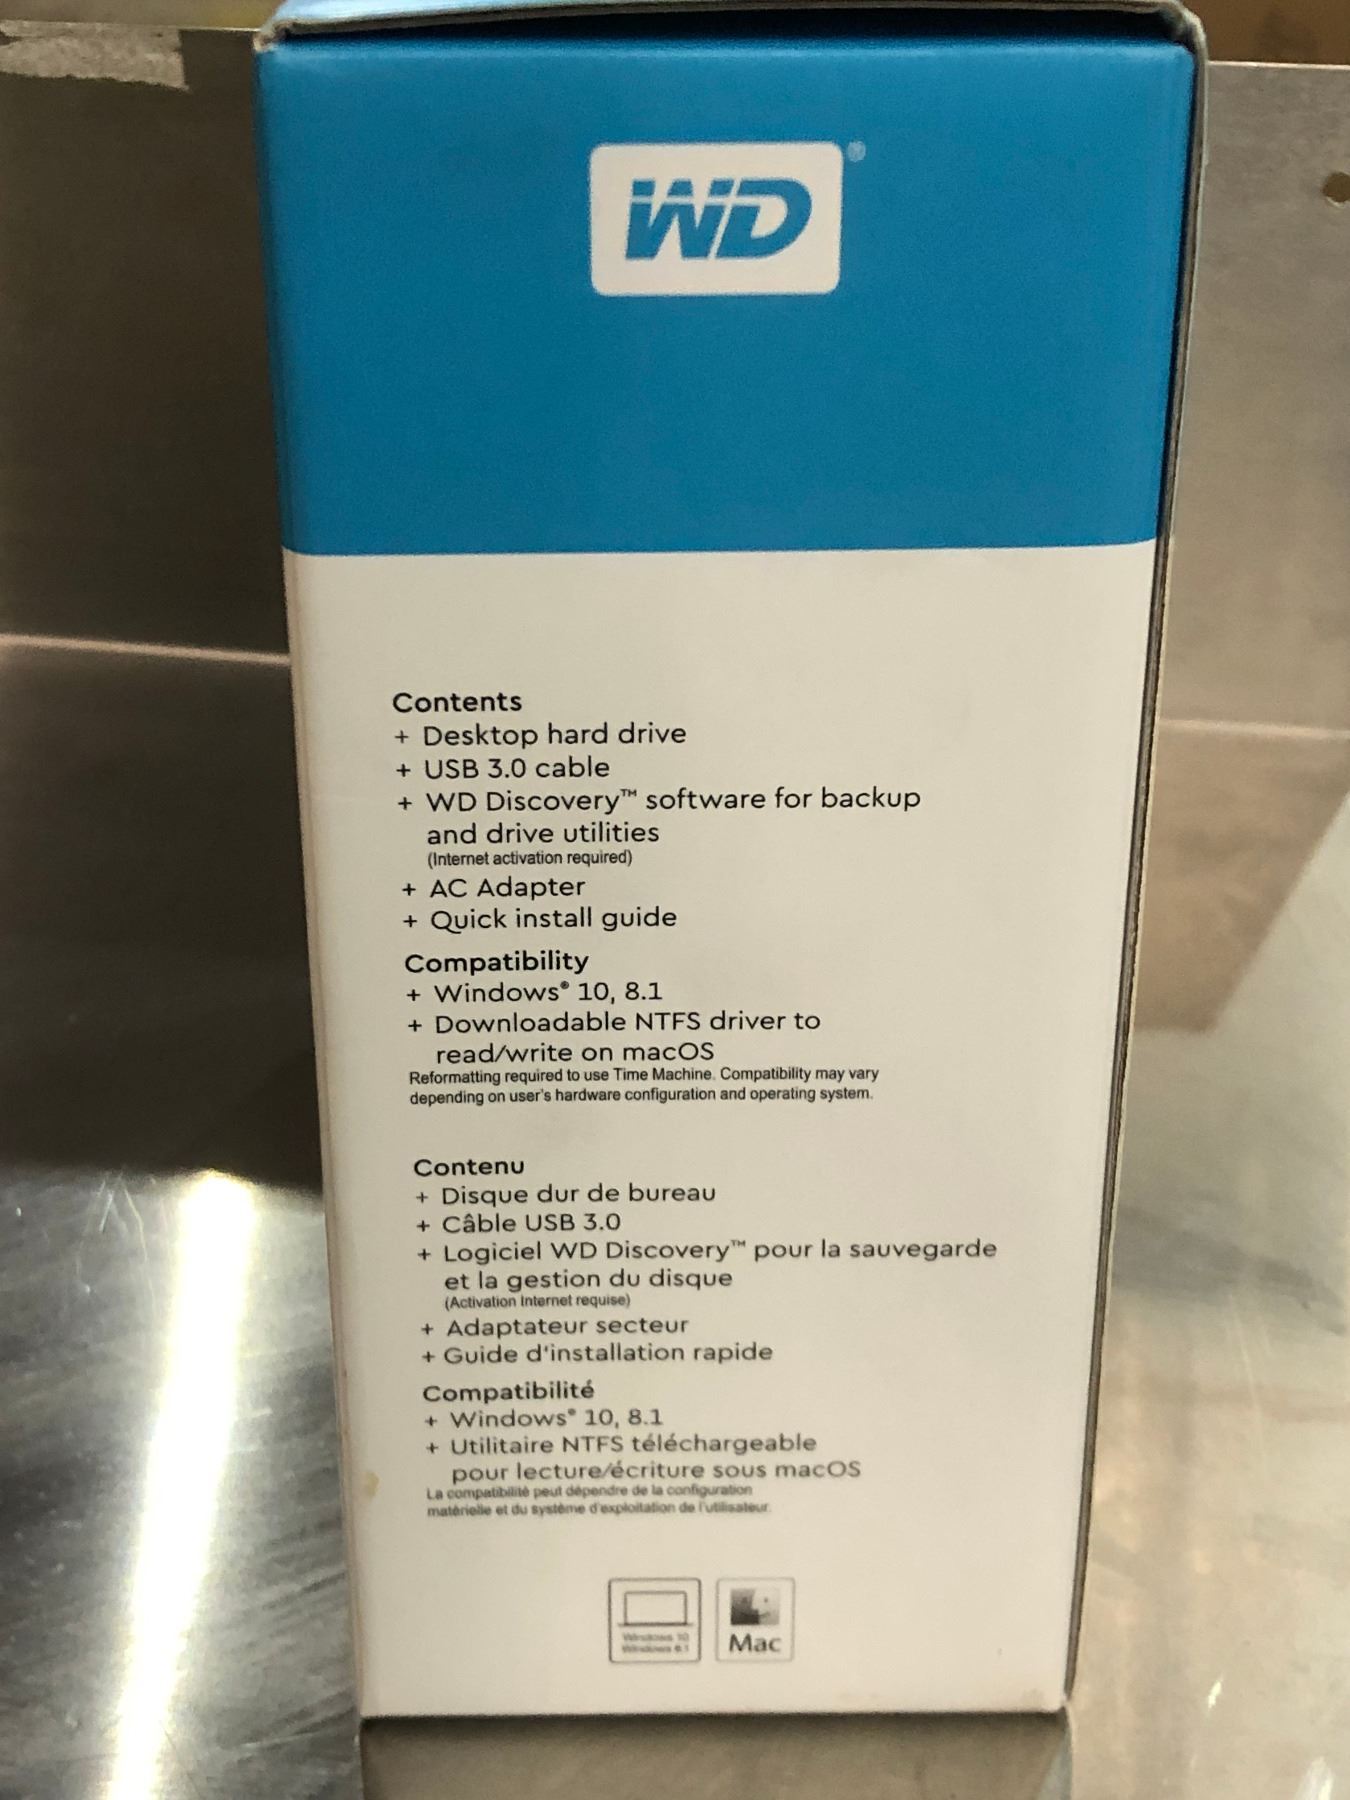 WD®
Contents
+ Desktop hard drive
+ USB 3.0 cable
+ WD Discovery™ software for backup
and drive utilities
(Internet activation required)
+ AC Adapter
+ Quick install guide
Compatibility
+ Windows® 10, 8.1
+ Downloadable NTFS driver to
read/write on macOS
Reformatting required to use Time Machine. Compatibility may vary
depending on user's hardware configuration and operating system.
Contenu
+ Disque dur de bureau
+ Câble USB 3.0
+ Logiciel WD Discovery™ pour la sauvegarde
et la gestion du disque
(Activation Internet requise)
+ Adaptateur secteur
+ Guide d'installation rapide
Compatibilité
+ Windows® 10, 8.1
+ Utilitaire NTFS téléchargeable
pour lecture/écriture sous macOS
La compatibilité peut dépendre de la configuration
matérielle et du système d'exploitation de l'utilisateur.
Windows 10
Windows 8.1
Mac